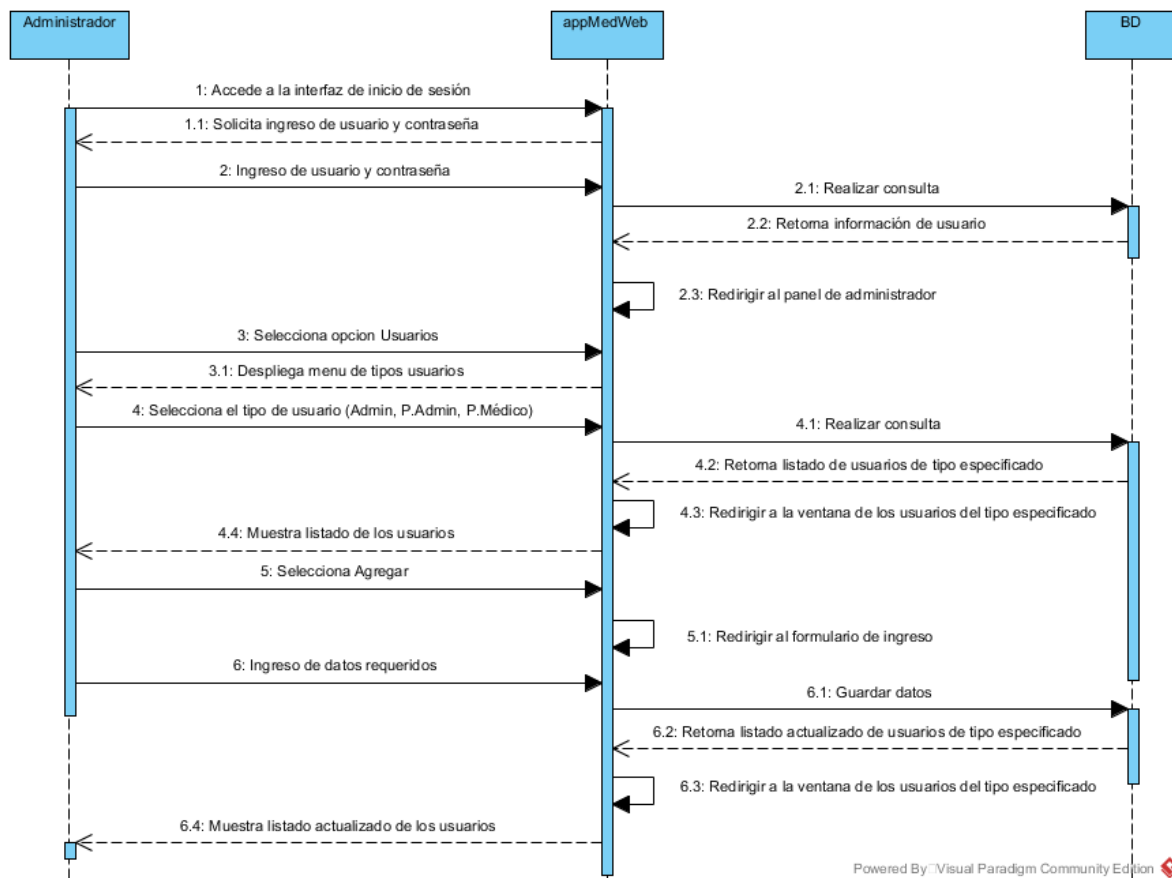 Administrador
appMedWeb
BD
1: Accede a la interfaz de inicio de sesión
1.1: Solicita ingreso de usuario y contraseña
2: Ingreso de usuario y contraseña
2.1: Realizar consulta
2.2: Retorna información de usuario
2.3: Redirigir al panel de administrador
3: Selecciona opcion Usuarios
3.1: Despliega menu de tipos usuarios
4: Selecciona el tipo de usuario (Admin, P.Admin, P.Médico)
4.1: Realizar consulta
4.2: Retorna listado de usuarios de tipo especificado
4.3: Redirigir a la ventana de los usuarios del tipo especificado
4.4: Muestra listado de los usuarios
5: Selecciona Agregar
5.1: Redirigir al formulario de ingreso
6: Ingreso de datos requeridos
6.1: Guardar datos
6.2: Retorna listado actualizado de usuarios de tipo especificado
6.3: Redirigir a la ventana de los usuarios del tipo especificado
6.4: Muestra listado actualizado de los usuarios
Powered By Visual Paradigm Community Edition